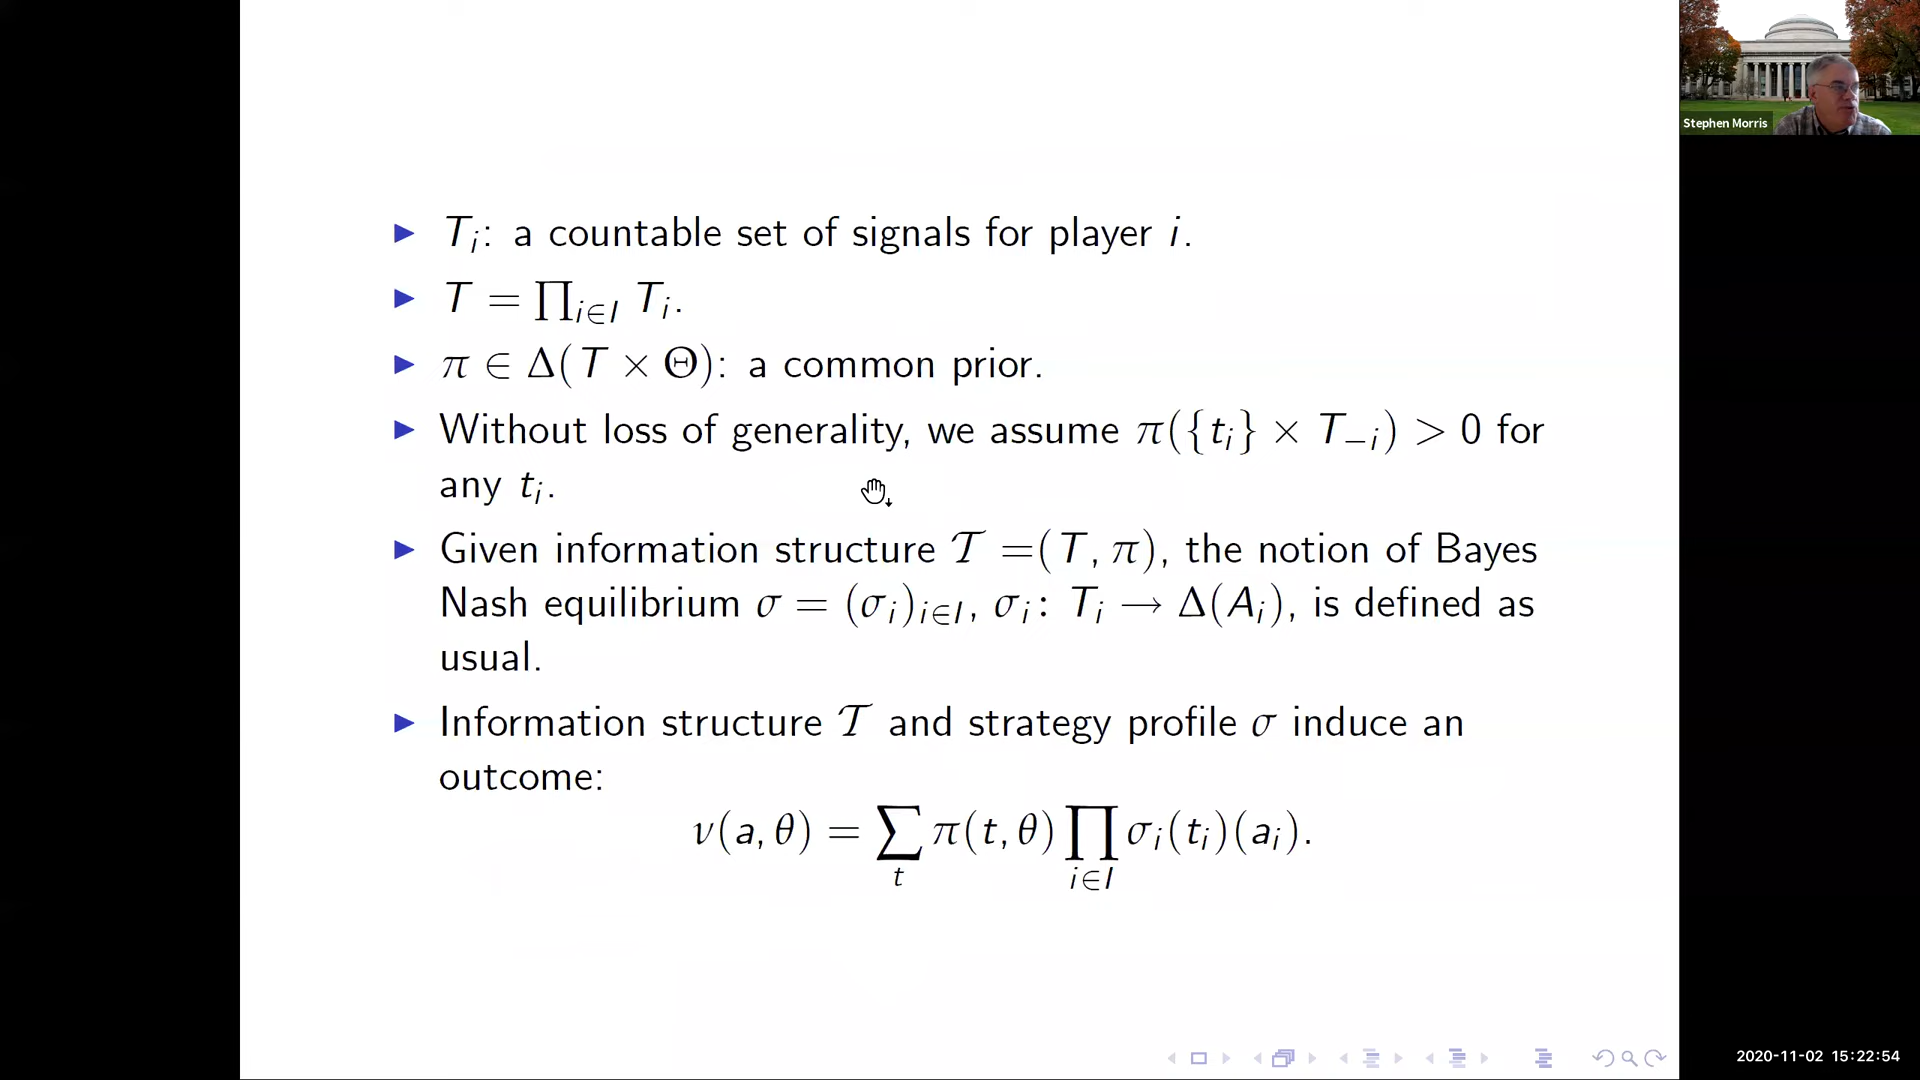 Stephen Morris
▶ Tᵢ: a countable set of signals for player i.
▶ T = ∏_{i∈I} Tᵢ.
▶ π ∈ Δ(T × Θ): a common prior.
▶ Without loss of generality, we assume π({tᵢ} × T₋ᵢ) > 0 for
any tᵢ.
▶ Given information structure 𝒯 =(T, π), the notion of Bayes
Nash equilibrium σ = (σᵢ)_{i∈I}, σᵢ: Tᵢ → Δ(Aᵢ), is defined as
usual.
▶ Information structure 𝒯 and strategy profile σ induce an
outcome:
ν(a, θ) = ∑_t π(t, θ) ∏_{i∈I} σᵢ(tᵢ)(aᵢ).
2020-11-02 15:22:54